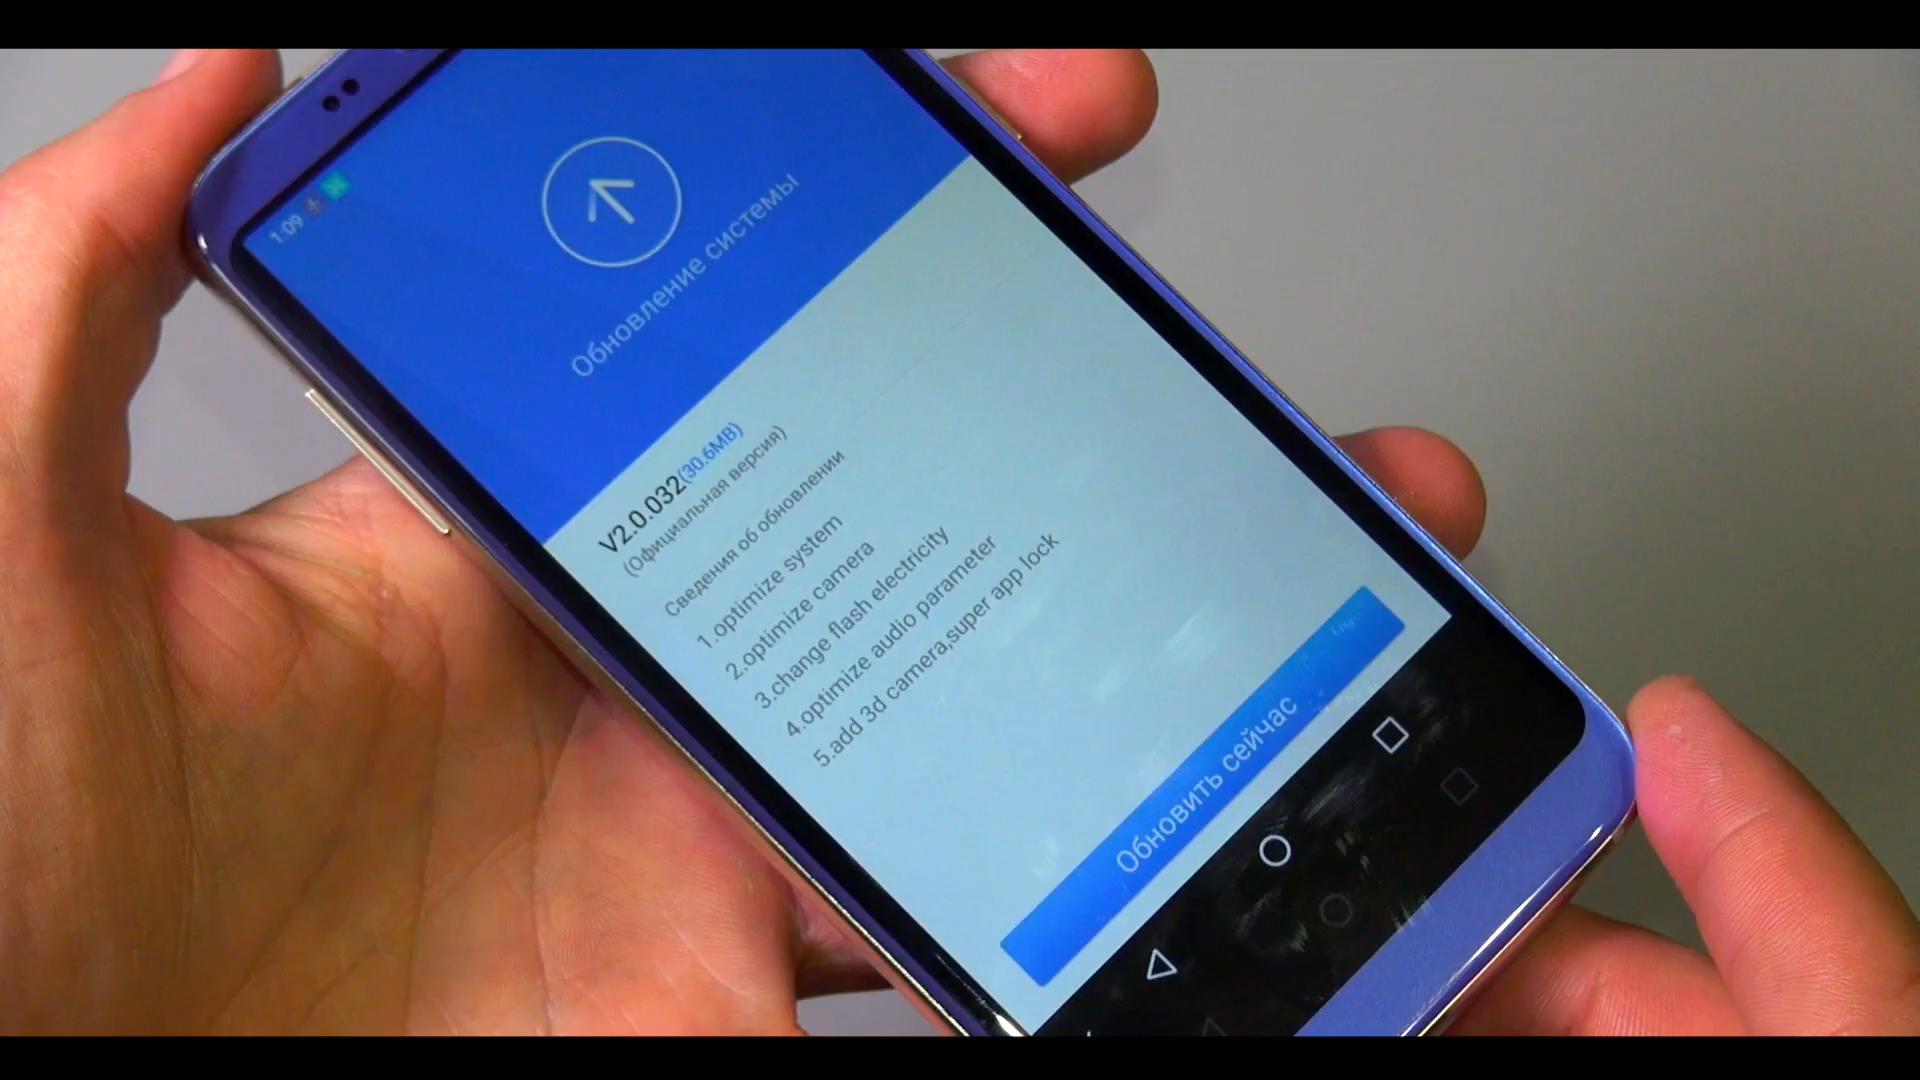 1:09
Обновление системы
V2.0.032(30.6MB)
(Официальная версия)
Сведения об обновлении
1.optimize system
2.optimize camera
3.change flash electricity
4.optimize audio parameter
5.add 3d camera,super app lock
Обновить сейчас